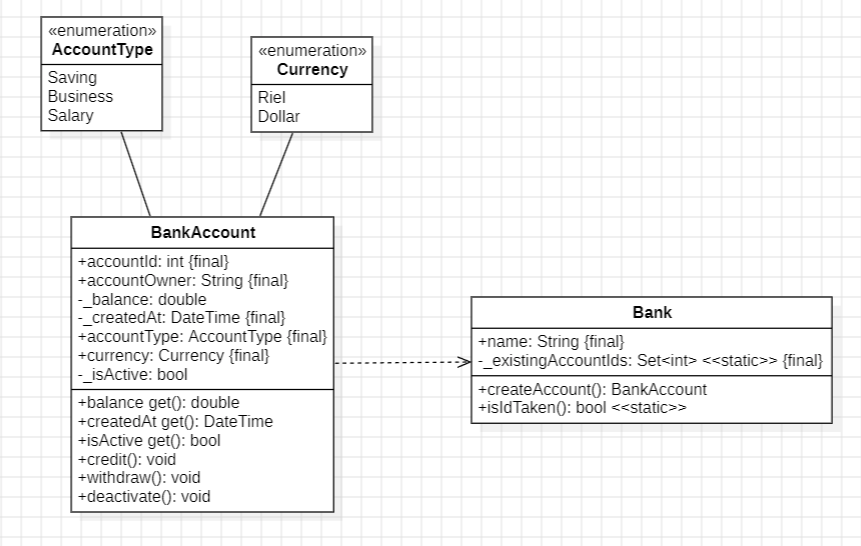 «enumeration»
AccountType
Saving
Business
Salary
«enumeration»
Currency
Riel
Dollar
BankAccount
+accountId: int {final}
+accountOwner: String {final}
-_balance: double
-_createdAt: DateTime {final}
+accountType: AccountType {final}
+currency: Currency {final}
-_isActive: bool
+balance get(): double
+createdAt get(): DateTime
+isActive get(): bool
+credit(): void
+withdraw(): void
+deactivate(): void
Bank
+name: String {final}
-_existingAccountIds: Set<int> <<static>> {final}
+createAccount(): BankAccount
+isIdTaken(): bool <<static>>